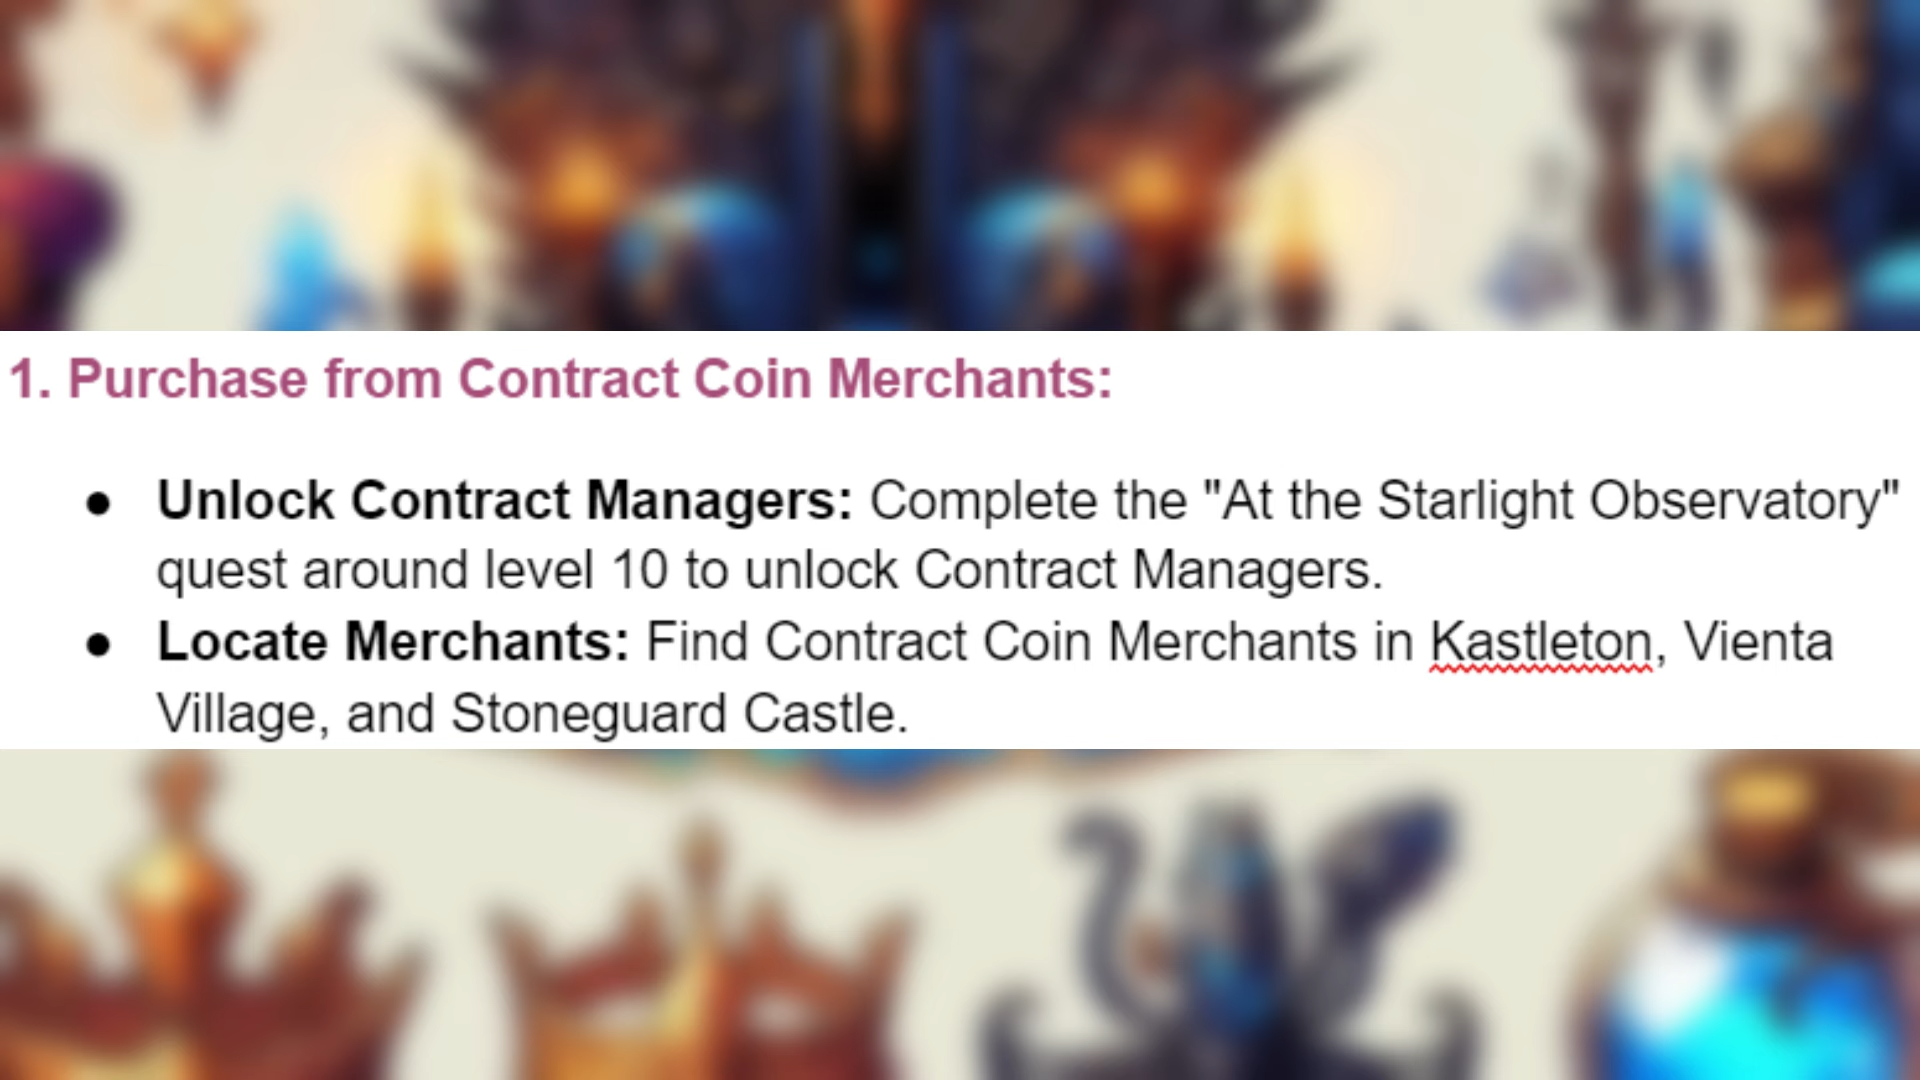 1. Purchase from Contract Coin Merchants:
● Unlock Contract Managers: Complete the "At the Starlight Observatory"
quest around level 10 to unlock Contract Managers.
● Locate Merchants: Find Contract Coin Merchants in Kastleton, Vienta
Village, and Stoneguard Castle.